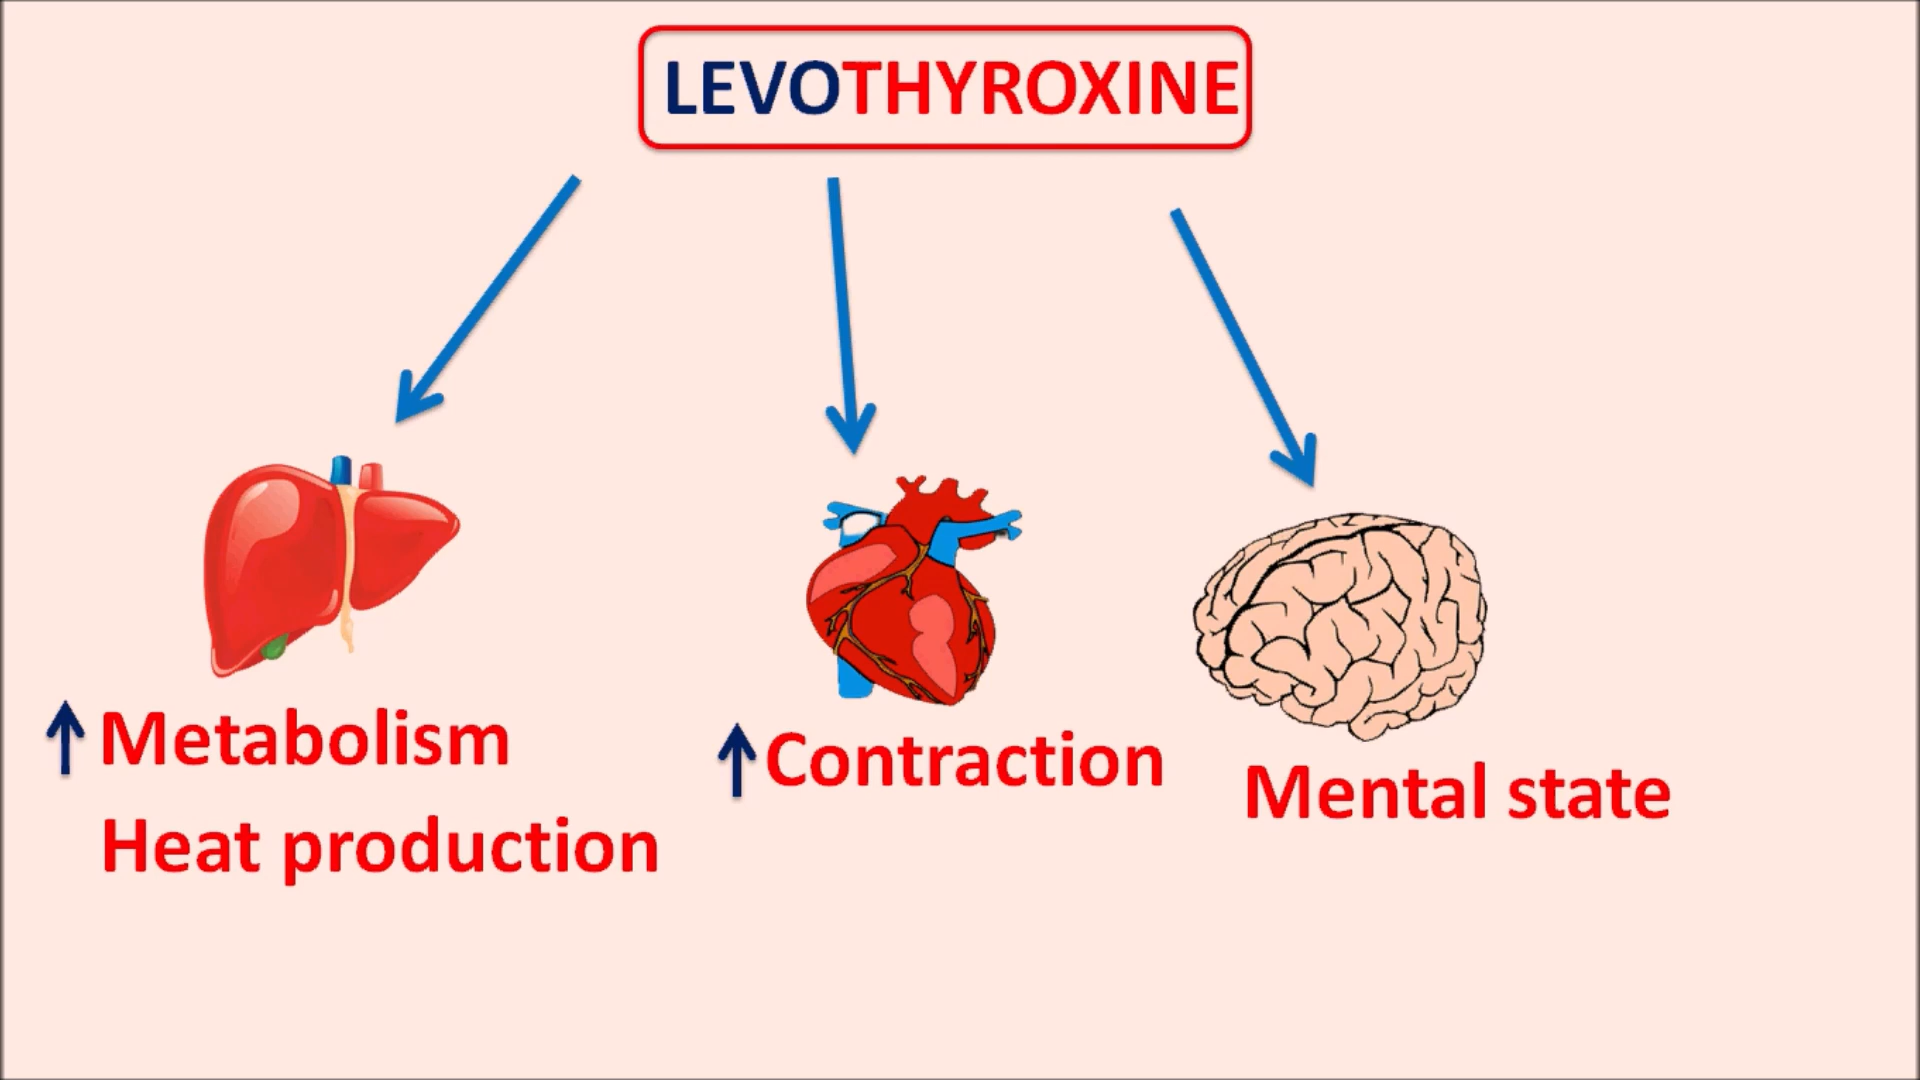 LEVOTHYROXINE
Metabolism
Heat production
Contraction
Mental state